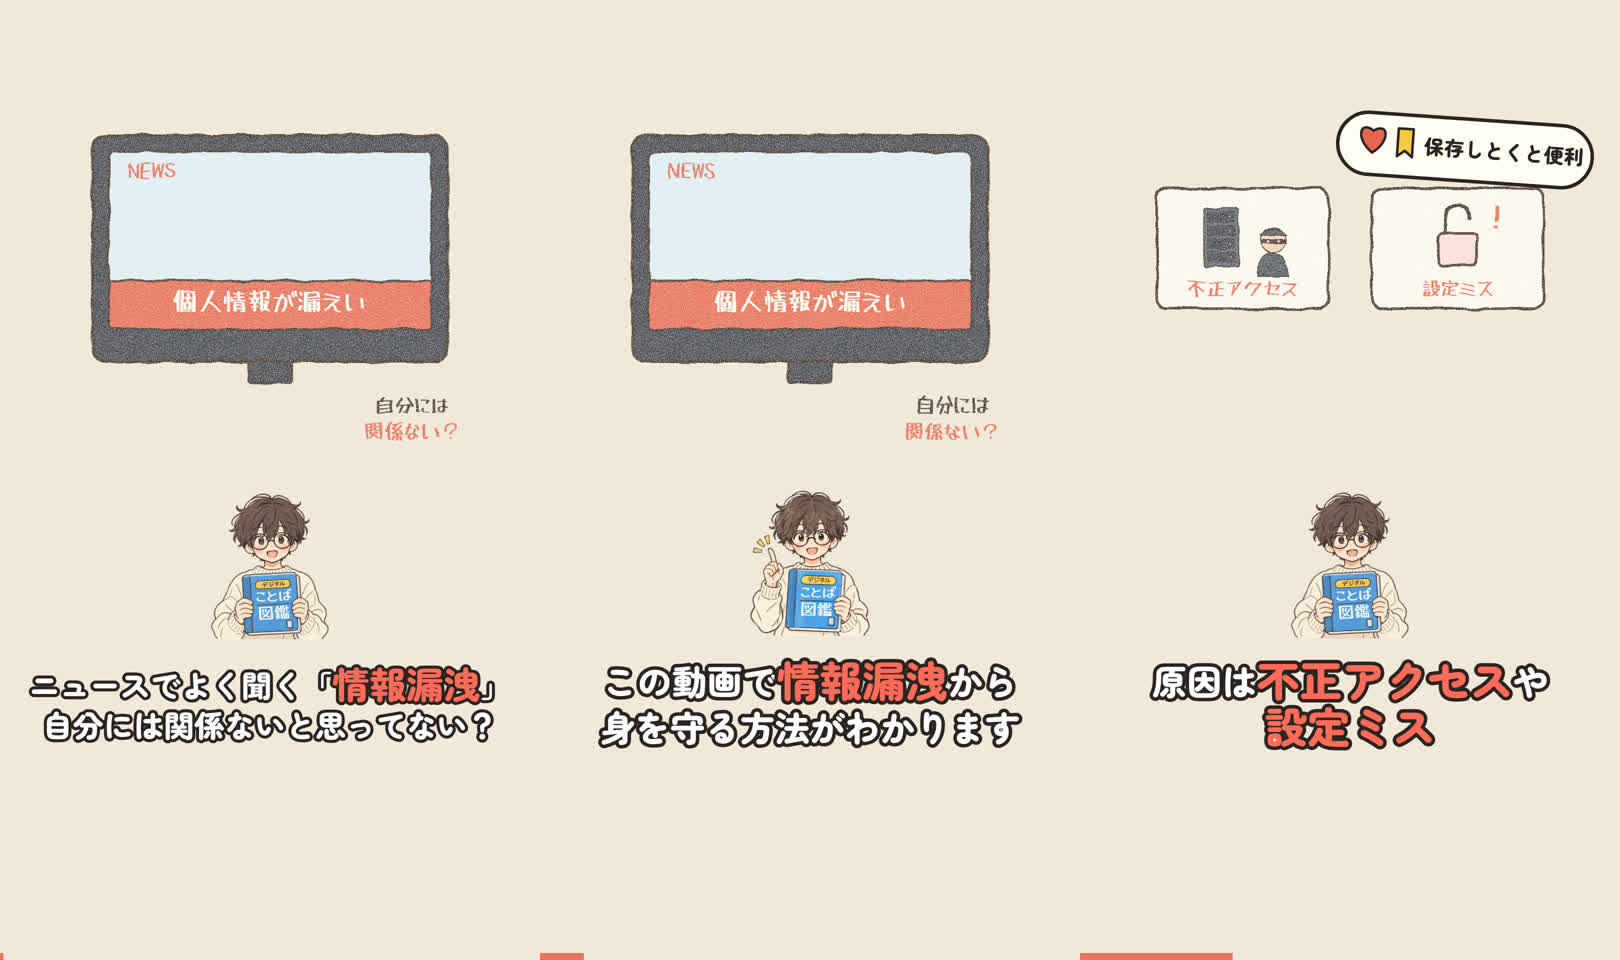 NEWS
個人情報が漏えい
自分には
関係ない？
デジタル
ことば
図鑑
ニュースでよく聞く「情報漏洩」
自分には関係ないと思ってない？
NEWS
個人情報が漏えい
自分には
関係ない？
デジタル
ことば
図鑑
この動画で情報漏洩から
身を守る方法がわかります
保存しとくと便利
不正アクセス
設定ミス
デジタル
ことば
図鑑
原因は不正アクセスや
設定ミス